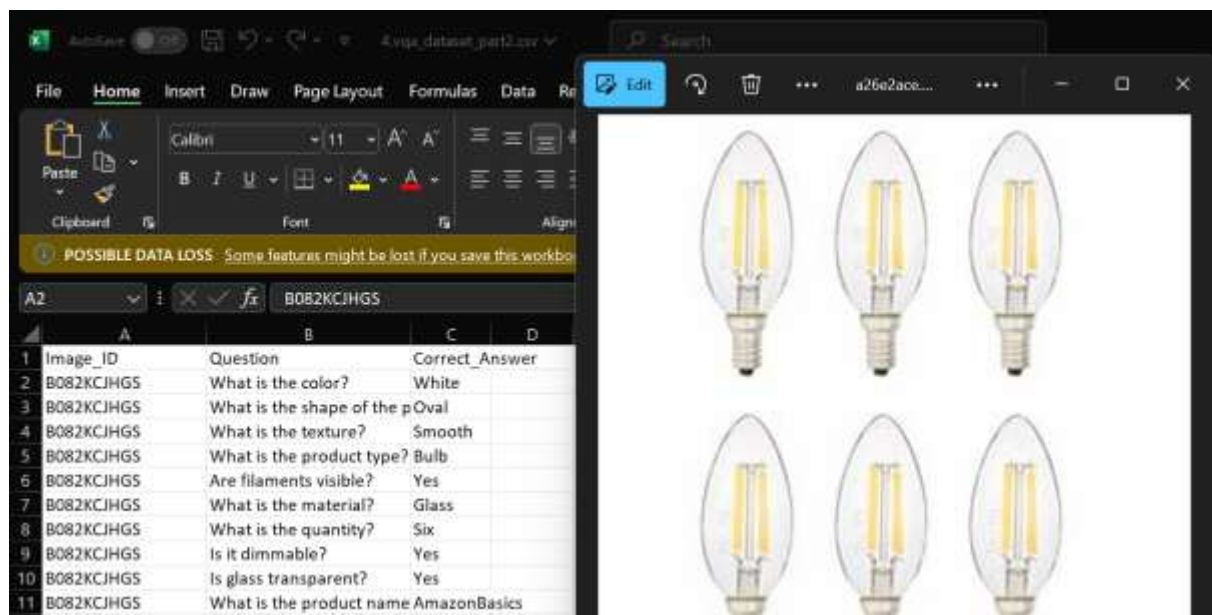 AutoSave Off 4.vqa_dataset_part2.csv Search
Edit a26e2ace....
File Home Insert Draw Page Layout Formulas Data Re
Calibri 11 A^ A˅
Paste B I U A
Clipboard Font Align
POSSIBLE DATA LOSS Some features might be lost if you save this workbo
A2 fx B082KCJHGS
A B C D
1 Image_ID Question Correct_Answer
2 B082KCJHGS What is the color? White
3 B082KCJHGS What is the shape of the p Oval
4 B082KCJHGS What is the texture? Smooth
5 B082KCJHGS What is the product type? Bulb
6 B082KCJHGS Are filaments visible? Yes
7 B082KCJHGS What is the material? Glass
8 B082KCJHGS What is the quantity? Six
9 B082KCJHGS Is it dimmable? Yes
10 B082KCJHGS Is glass transparent? Yes
11 B082KCJHGS What is the product name AmazonBasics